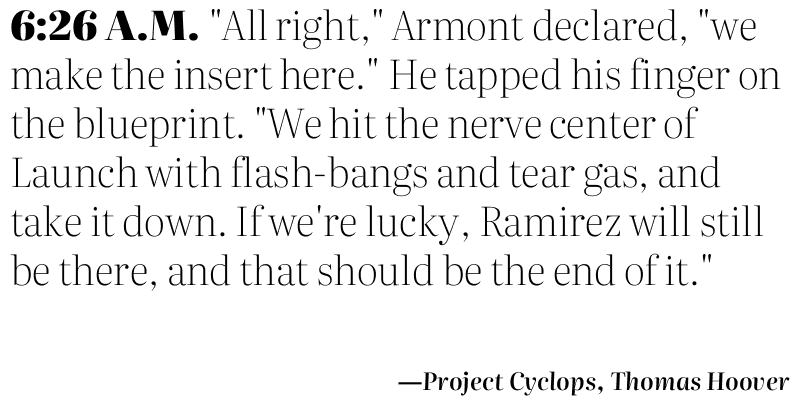 6:26 A.M. "All right," Armont declared, "we
make the insert here." He tapped his finger on
the blueprint. "We hit the nerve center of
Launch with flash-bangs and tear gas, and
take it down. If we're lucky, Ramirez will still
be there, and that should be the end of it."
—Project Cyclops, Thomas Hoover